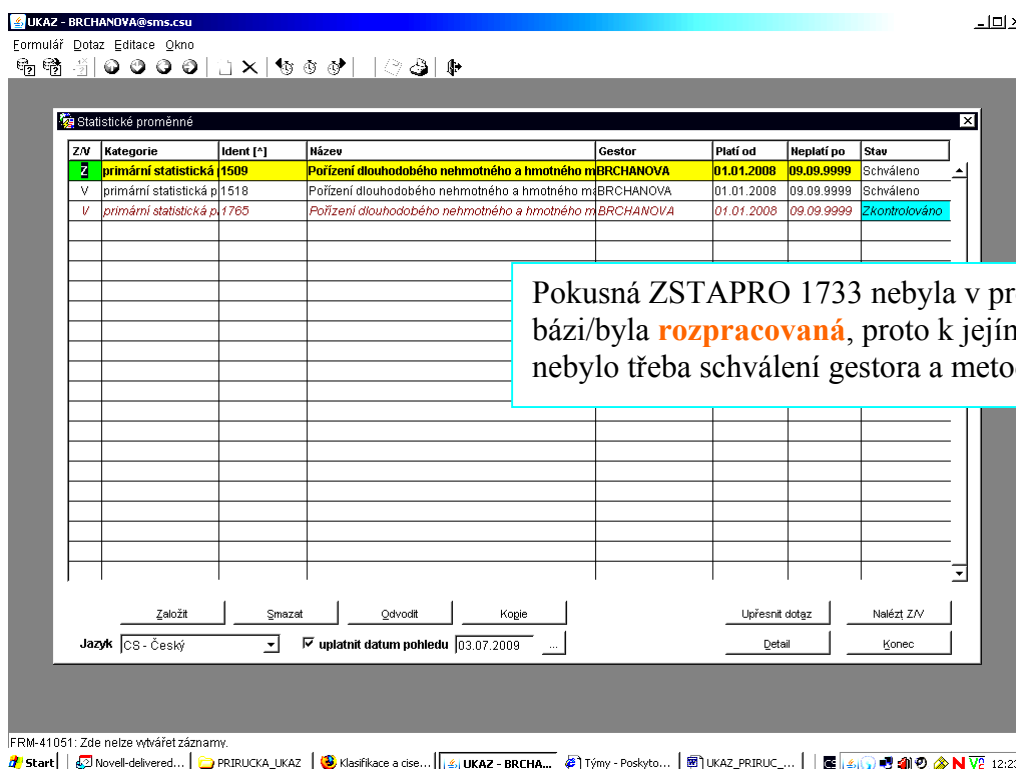 UKAZ - BRCHANOVA@sms.csu
Formulář Dotaz Editace Okno
Statistické proměnné
Z/V Kategorie Ident [^] Název Gestor Platí od Neplatí po Stav
Z primární statistická 1509 Pořízení dlouhodobého nehmotného a hmotného m BRCHANOVA 01.01.2008 09.09.9999 Schváleno
V primární statistická p 1518 Pořízení dlouhodobého nehmotného a hmotného ma BRCHANOVA 01.01.2008 09.09.9999 Schváleno
V primární statistická p 1765 Pořízení dlouhodobého nehmotného a hmotného m BRCHANOVA 01.01.2008 09.09.9999 Zkontrolováno
Pokusná ZSTAPRO 1733 nebyla v pr
bázi/byla rozpracovaná, proto k jejím
nebylo třeba schválení gestora a meto
Založit Smazat Odvodit Kopie Upřesnit dotaz Nalézt Z/V
Jazyk CS - Český uplatnit datum pohledu 03.07.2009 ... Detail Konec
FRM-41051: Zde nelze vytvářet záznamy.
Start Novell-delivered... PRIRUCKA_UKAZ Klasifikace a cise... UKAZ - BRCHA... Týmy - Poskyto... UKAZ_PRIRUC_... 12:23